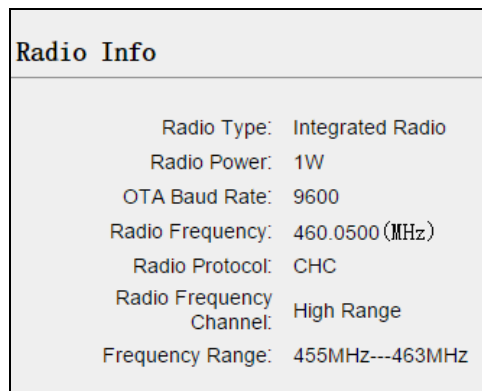 Radio Info
Radio Type: Integrated Radio
Radio Power: 1W
OTA Baud Rate: 9600
Radio Frequency: 460.0500(MHz)
Radio Protocol: CHC
Radio Frequency
Channel: High Range
Frequency Range: 455MHz---463MHz